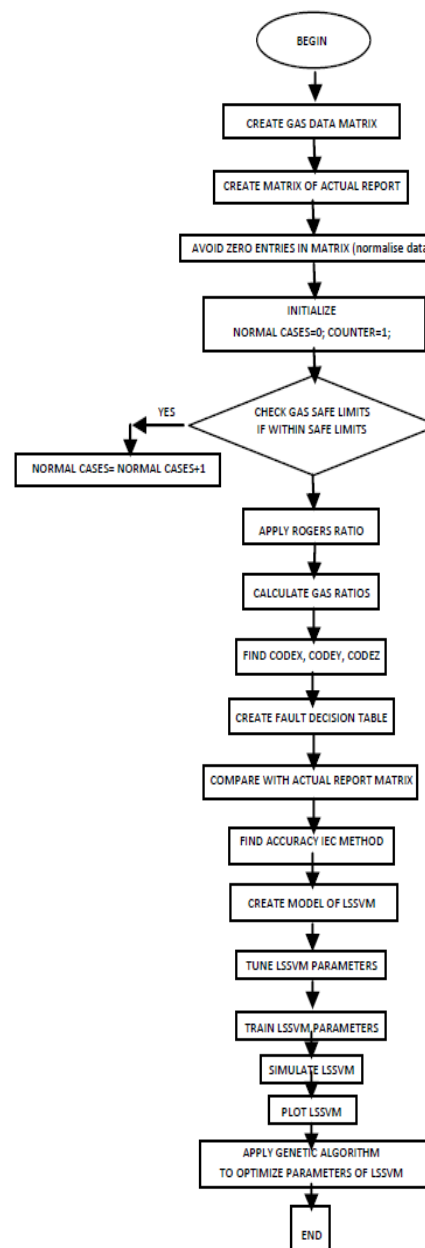 BEGIN
CREATE GAS DATA MATRIX
CREATE MATRIX OF ACTUAL REPORT
AVOID ZERO ENTRIES IN MATRIX (normalise data
INITIALIZE
NORMAL CASES=0; COUNTER=1;
CHECK GAS SAFE LIMITS
IF WITHIN SAFE LIMITS
YES
NORMAL CASES= NORMAL CASES+1
APPLY ROGERS RATIO
CALCULATE GAS RATIOS
FIND CODEX, CODEY, CODEZ
CREATE FAULT DECISION TABLE
COMPARE WITH ACTUAL REPORT MATRIX
FIND ACCURACY IEC METHOD
CREATE MODEL OF LSSVM
TUNE LSSVM PARAMETERS
TRAIN LSSVM PARAMETERS
SIMULATE LSSVM
PLOT LSSVM
APPLY GENETIC ALGORITHM
TO OPTIMIZE PARAMETERS OF LSSVM
END